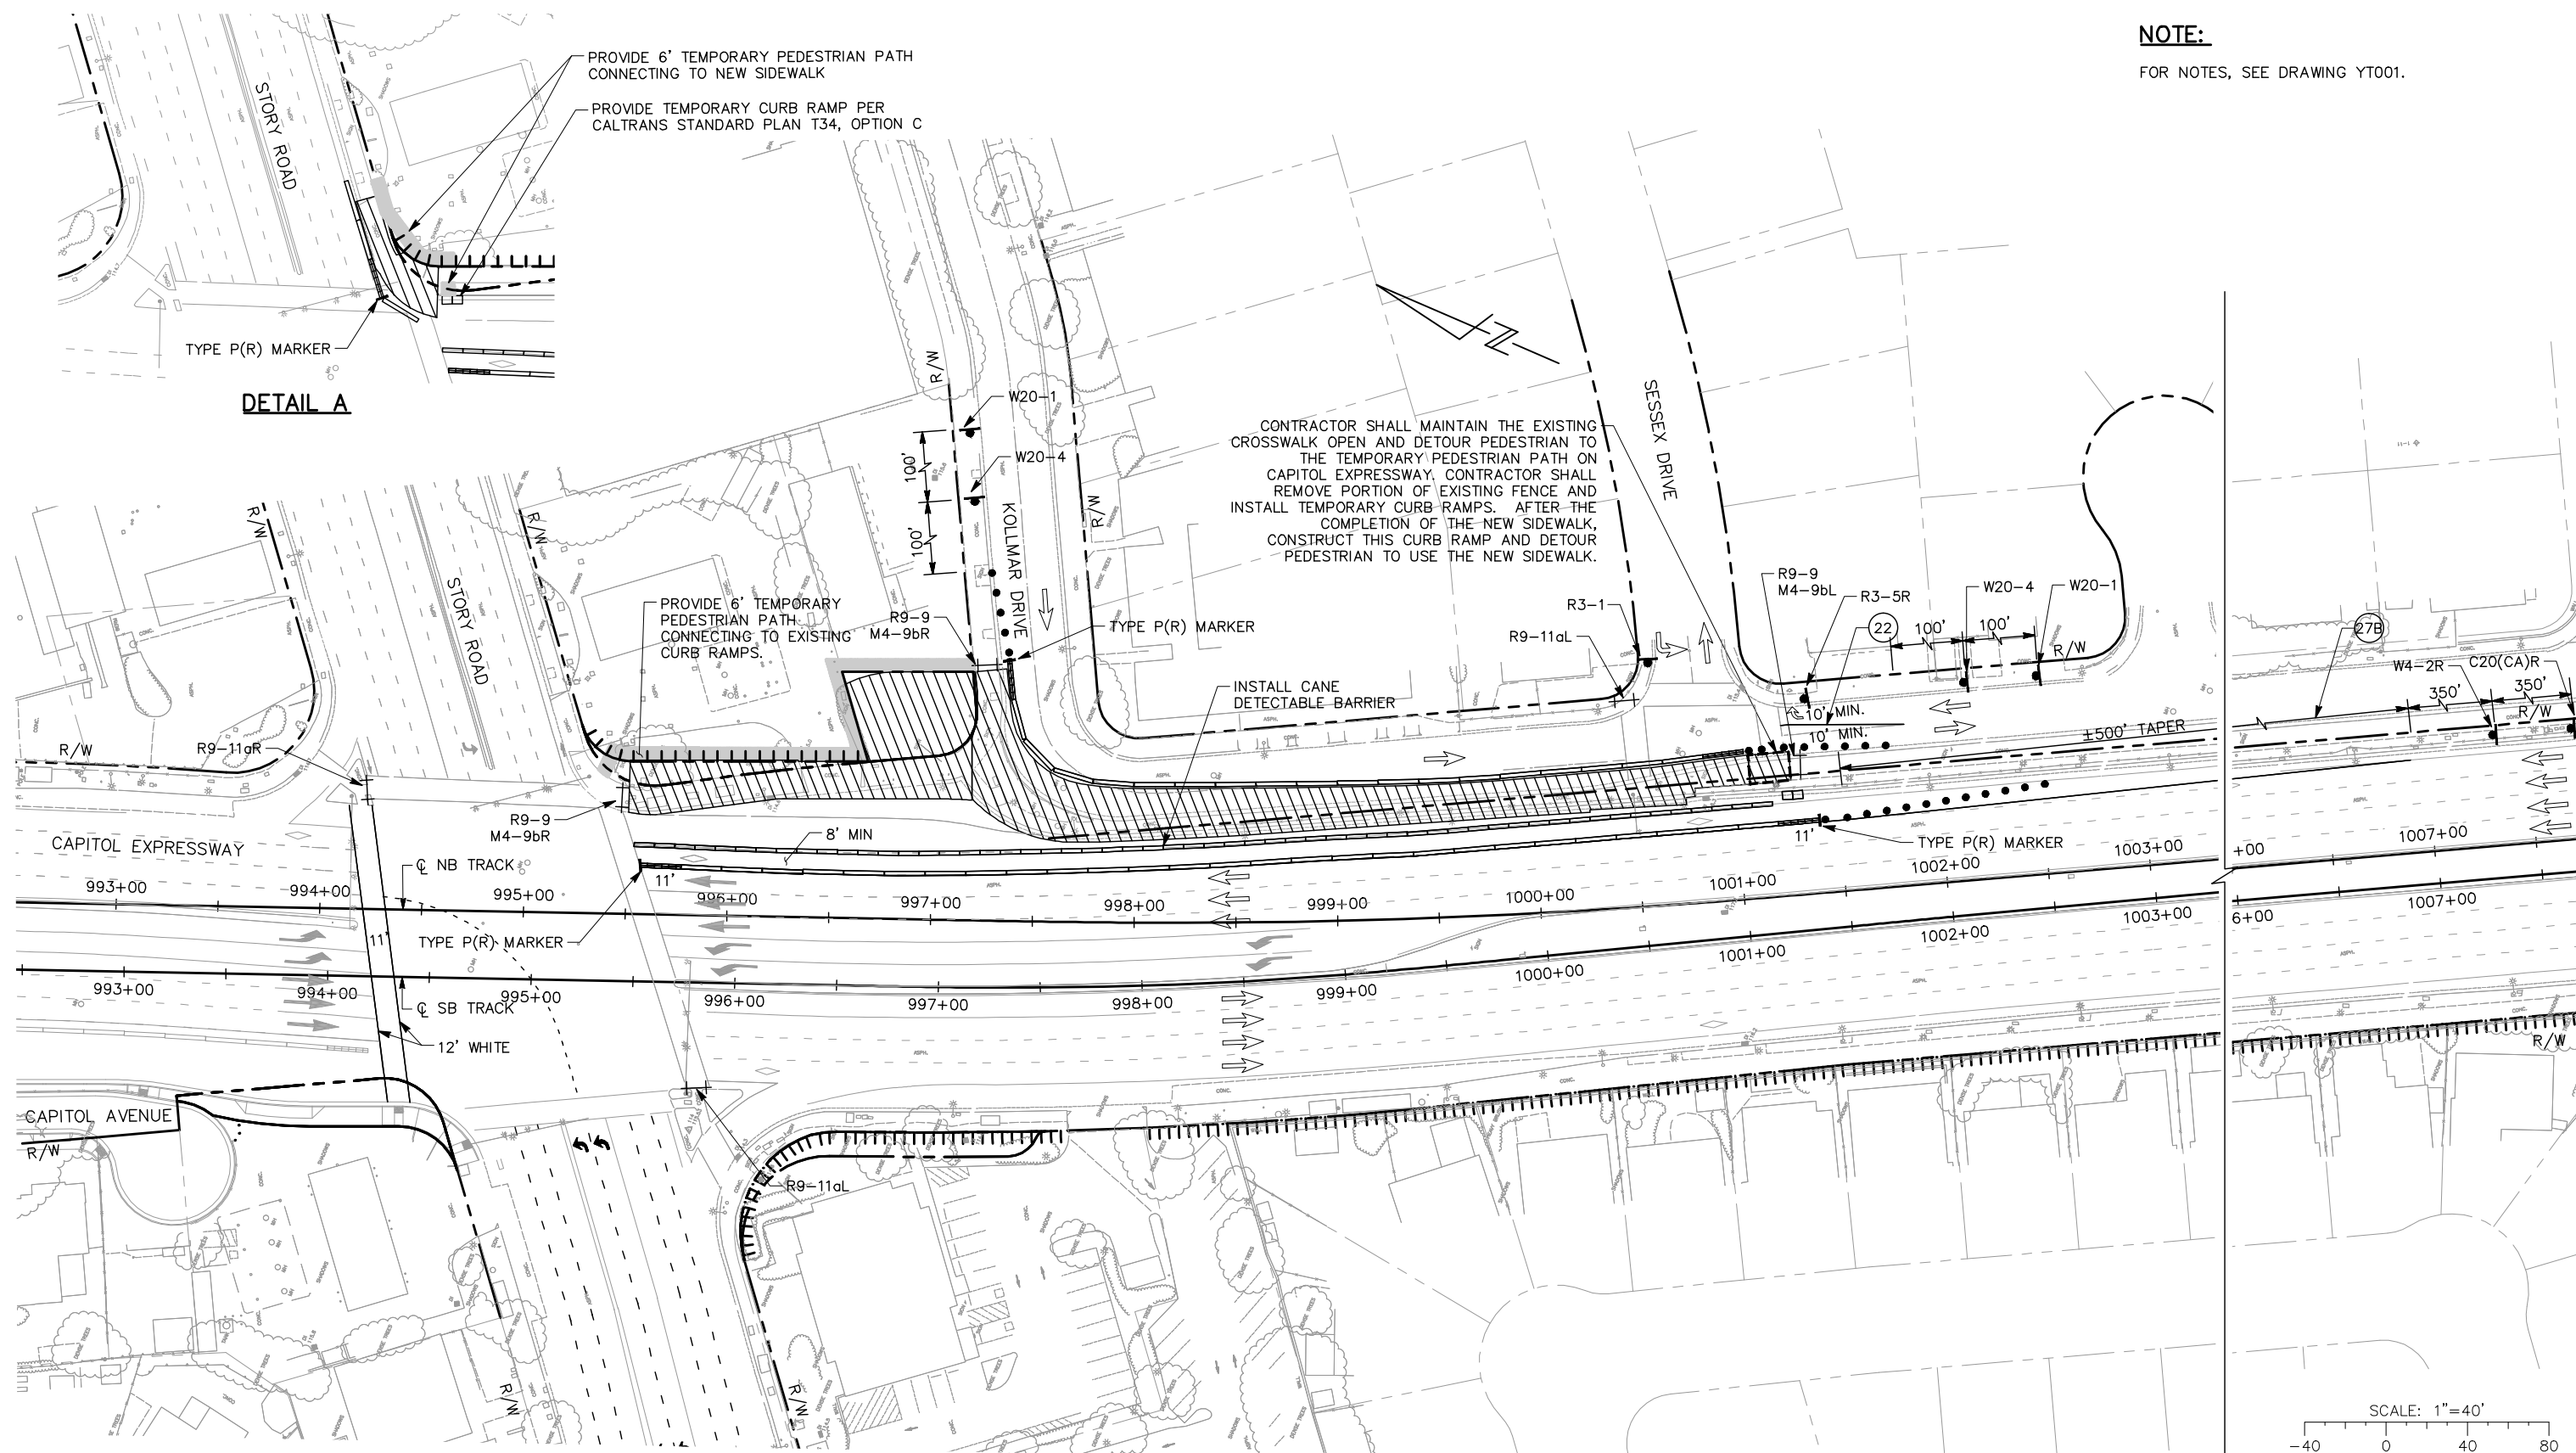 PROVIDE 6' TEMPORARY PEDESTRIAN PATH
CONNECTING TO NEW SIDEWALK
PROVIDE TEMPORARY CURB RAMP PER
CALTRANS STANDARD PLAN T34, OPTION C
STORY ROAD
TYPE P(R) MARKER
DETAIL A
NOTE:
FOR NOTES, SEE DRAWING YT001.
R/W
W20-1
100'
W20-4
100'
KOLLMAR DRIVE
R/W
CONTRACTOR SHALL MAINTAIN THE EXISTING
CROSSWALK OPEN AND DETOUR PEDESTRIAN TO
THE TEMPORARY PEDESTRIAN PATH ON
CAPITOL EXPRESSWAY. CONTRACTOR SHALL
REMOVE PORTION OF EXISTING FENCE AND
INSTALL TEMPORARY CURB RAMPS. AFTER THE
COMPLETION OF THE NEW SIDEWALK,
CONSTRUCT THIS CURB RAMP AND DETOUR
PEDESTRIAN TO USE THE NEW SIDEWALK.
SESSEX DRIVE
R/W
R/W
STORY ROAD
PROVIDE 6' TEMPORARY
PEDESTRIAN PATH
CONNECTING TO EXISTING
CURB RAMPS.
R9-9
M4-9bR
TYPE P(R) MARKER
R3-1
R9-11aL
R9-9
M4-9bL
R3-5R
22
100'
W20-4
100'
W20-1
R/W
27B
W4-2R
C20(CA)R
350'
350'
R/W
INSTALL CANE
DETECTABLE BARRIER
10' MIN.
10' MIN.
±500' TAPER
R/W
R9-11aR
R9-9
M4-9bR
8' MIN
CAPITOL EXPRESSWAY
℄ NB TRACK
11'
11'
TYPE P(R) MARKER
993+00
994+00
995+00
996+00
997+00
998+00
999+00
1000+00
1001+00
1002+00
1003+00
+00
1007+00
11'
TYPE P(R) MARKER
993+00
994+00
995+00
996+00
997+00
998+00
999+00
1000+00
1001+00
1002+00
1003+00
6+00
1007+00
℄ SB TRACK
12' WHITE
CAPITOL AVENUE
R/W
R9-11aL
R/W
R/W
R/W
SCALE: 1"=40'
-40
0
40
80